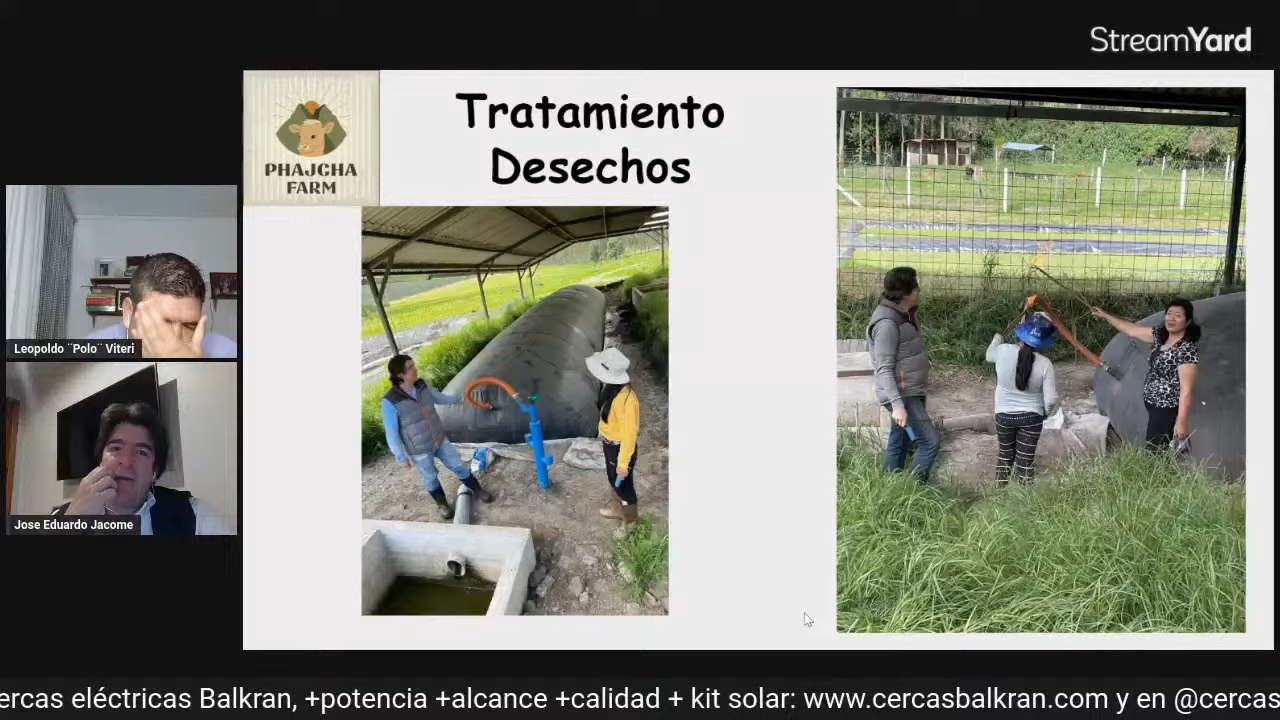 StreamYard
PHAJCHA
FARM
Tratamiento
Desechos
Leopoldo ¨Polo¨ Viteri
Jose Eduardo Jacome
ercas eléctricas Balkran, +potencia +alcance +calidad + kit solar: www.cercasbalkran.com y en @cercas